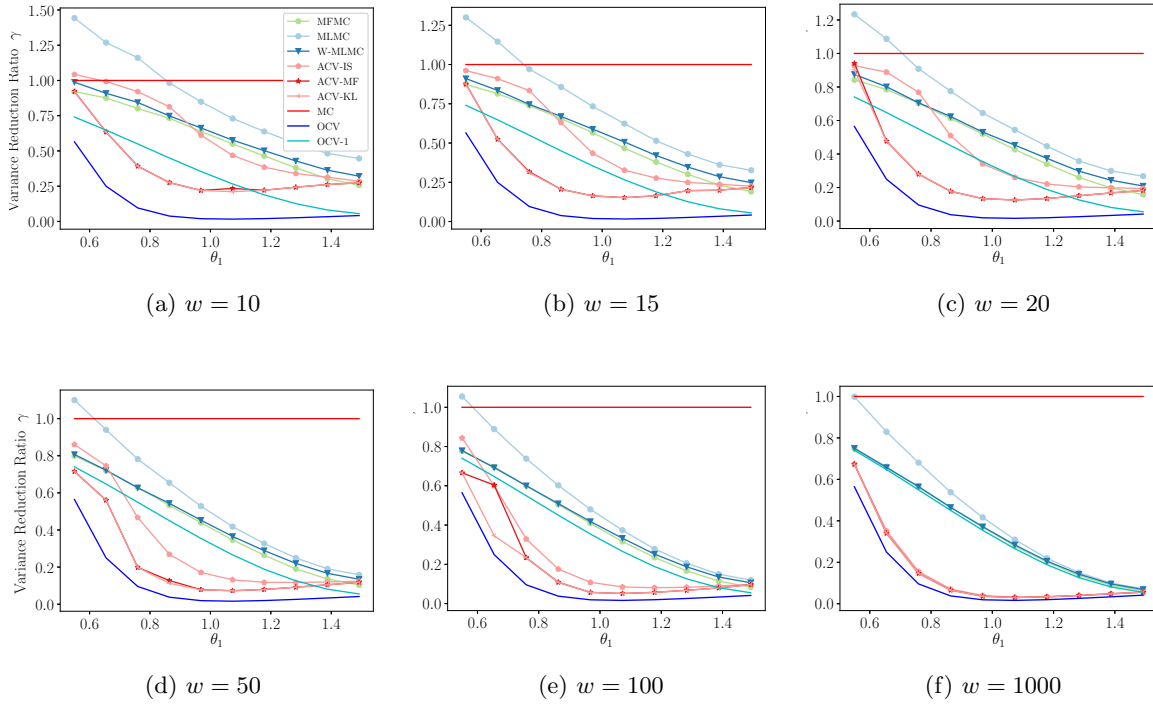 Variance Reduction Ratio γ
1.50
1.25
1.00
0.75
0.50
0.25
0.00
MFMC
MLMC
W-MLMC
ACV-IS
ACV-MF
ACV-KL
MC
OCV
OCV-1
0.6 0.8 1.0 1.2 1.4
θ₁
(a) w = 10
1.25
1.00
0.75
0.50
0.25
0.00
0.6 0.8 1.0 1.2 1.4
θ₁
(b) w = 15
1.2
1.0
0.8
0.6
0.4
0.2
0.0
0.6 0.8 1.0 1.2 1.4
θ₁
(c) w = 20
Variance Reduction Ratio γ
1.0
0.8
0.6
0.4
0.2
0.0
0.6 0.8 1.0 1.2 1.4
θ₁
(d) w = 50
1.0
0.8
0.6
0.4
0.2
0.0
0.6 0.8 1.0 1.2 1.4
θ₁
(e) w = 100
1.0
0.8
0.6
0.4
0.2
0.0
0.6 0.8 1.0 1.2 1.4
θ₁
(f) w = 1000